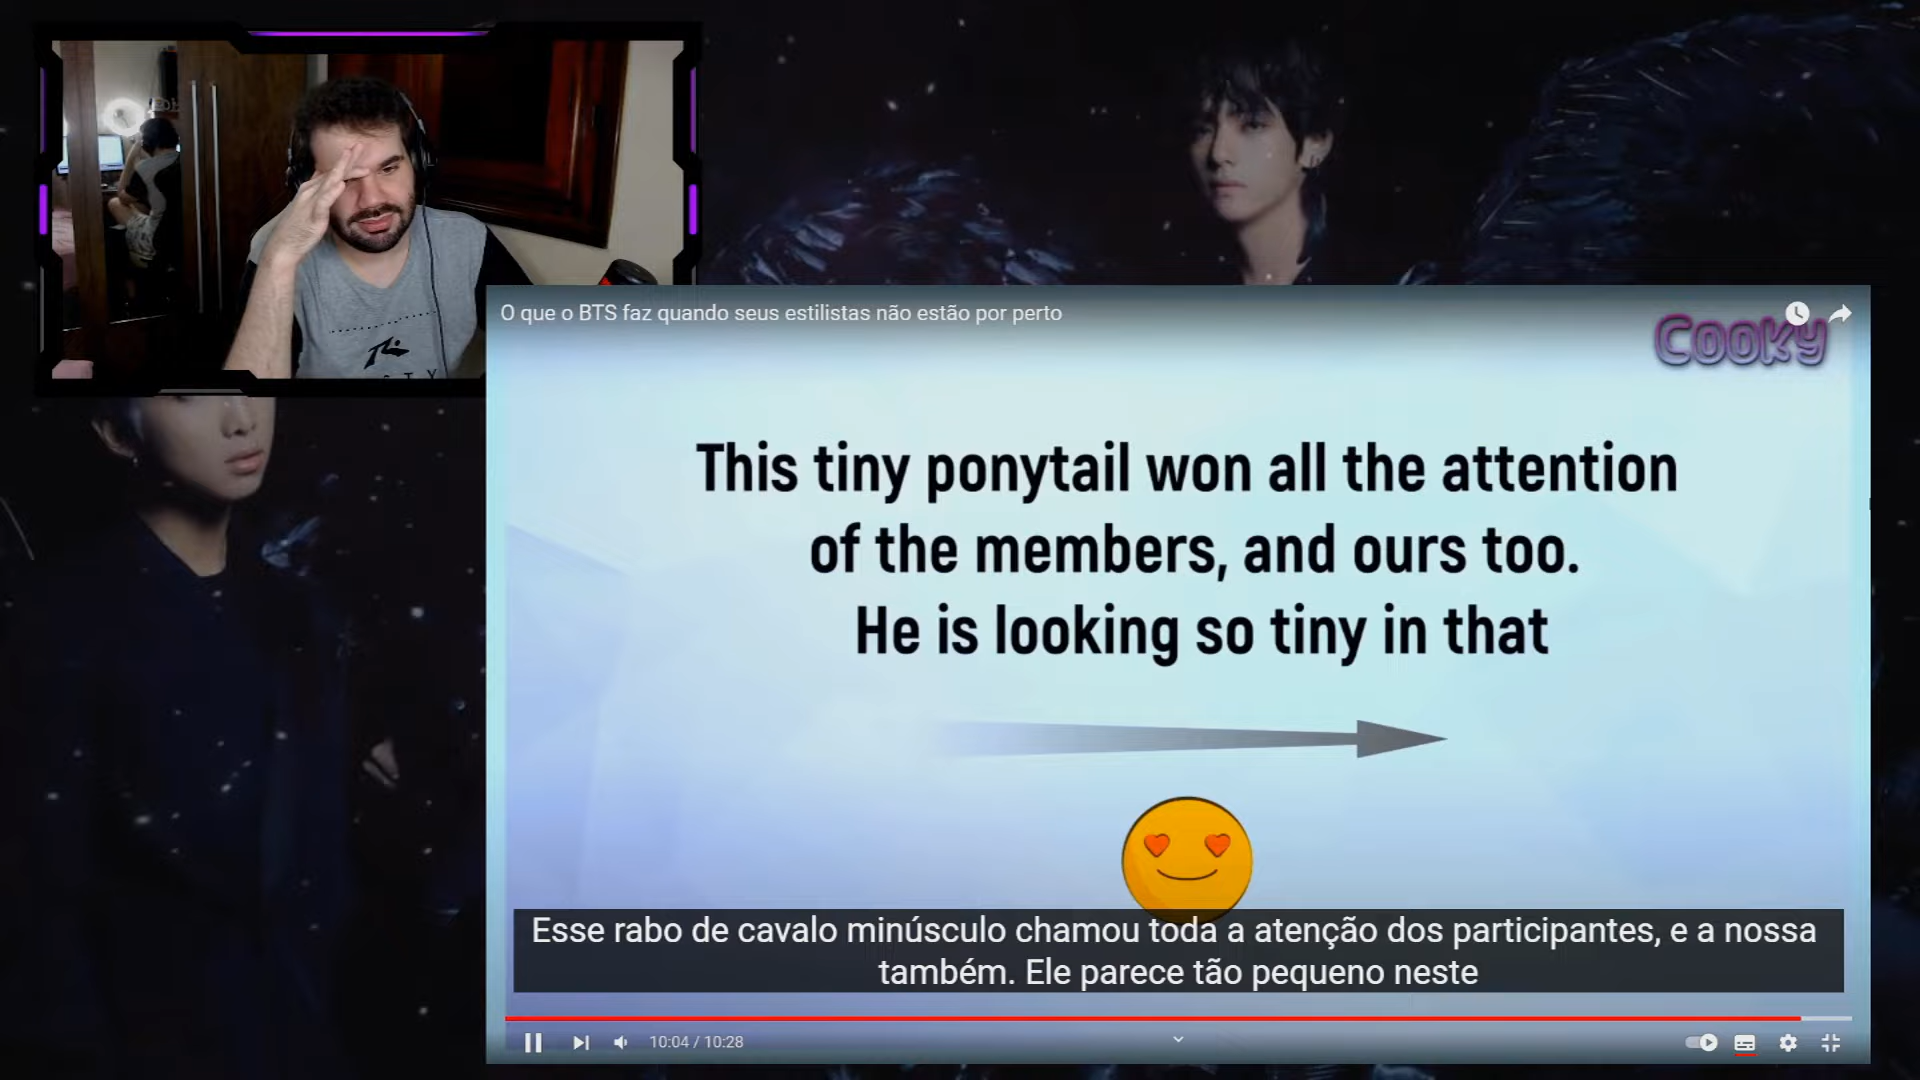 O que o BTS faz quando seus estilistas não estão por perto
Cooky
This tiny ponytail won all the attention
of the members, and ours too.
He is looking so tiny in that
Esse rabo de cavalo minúsculo chamou toda a atenção dos participantes, e a nossa
também. Ele parece tão pequeno neste
10:04 / 10:28